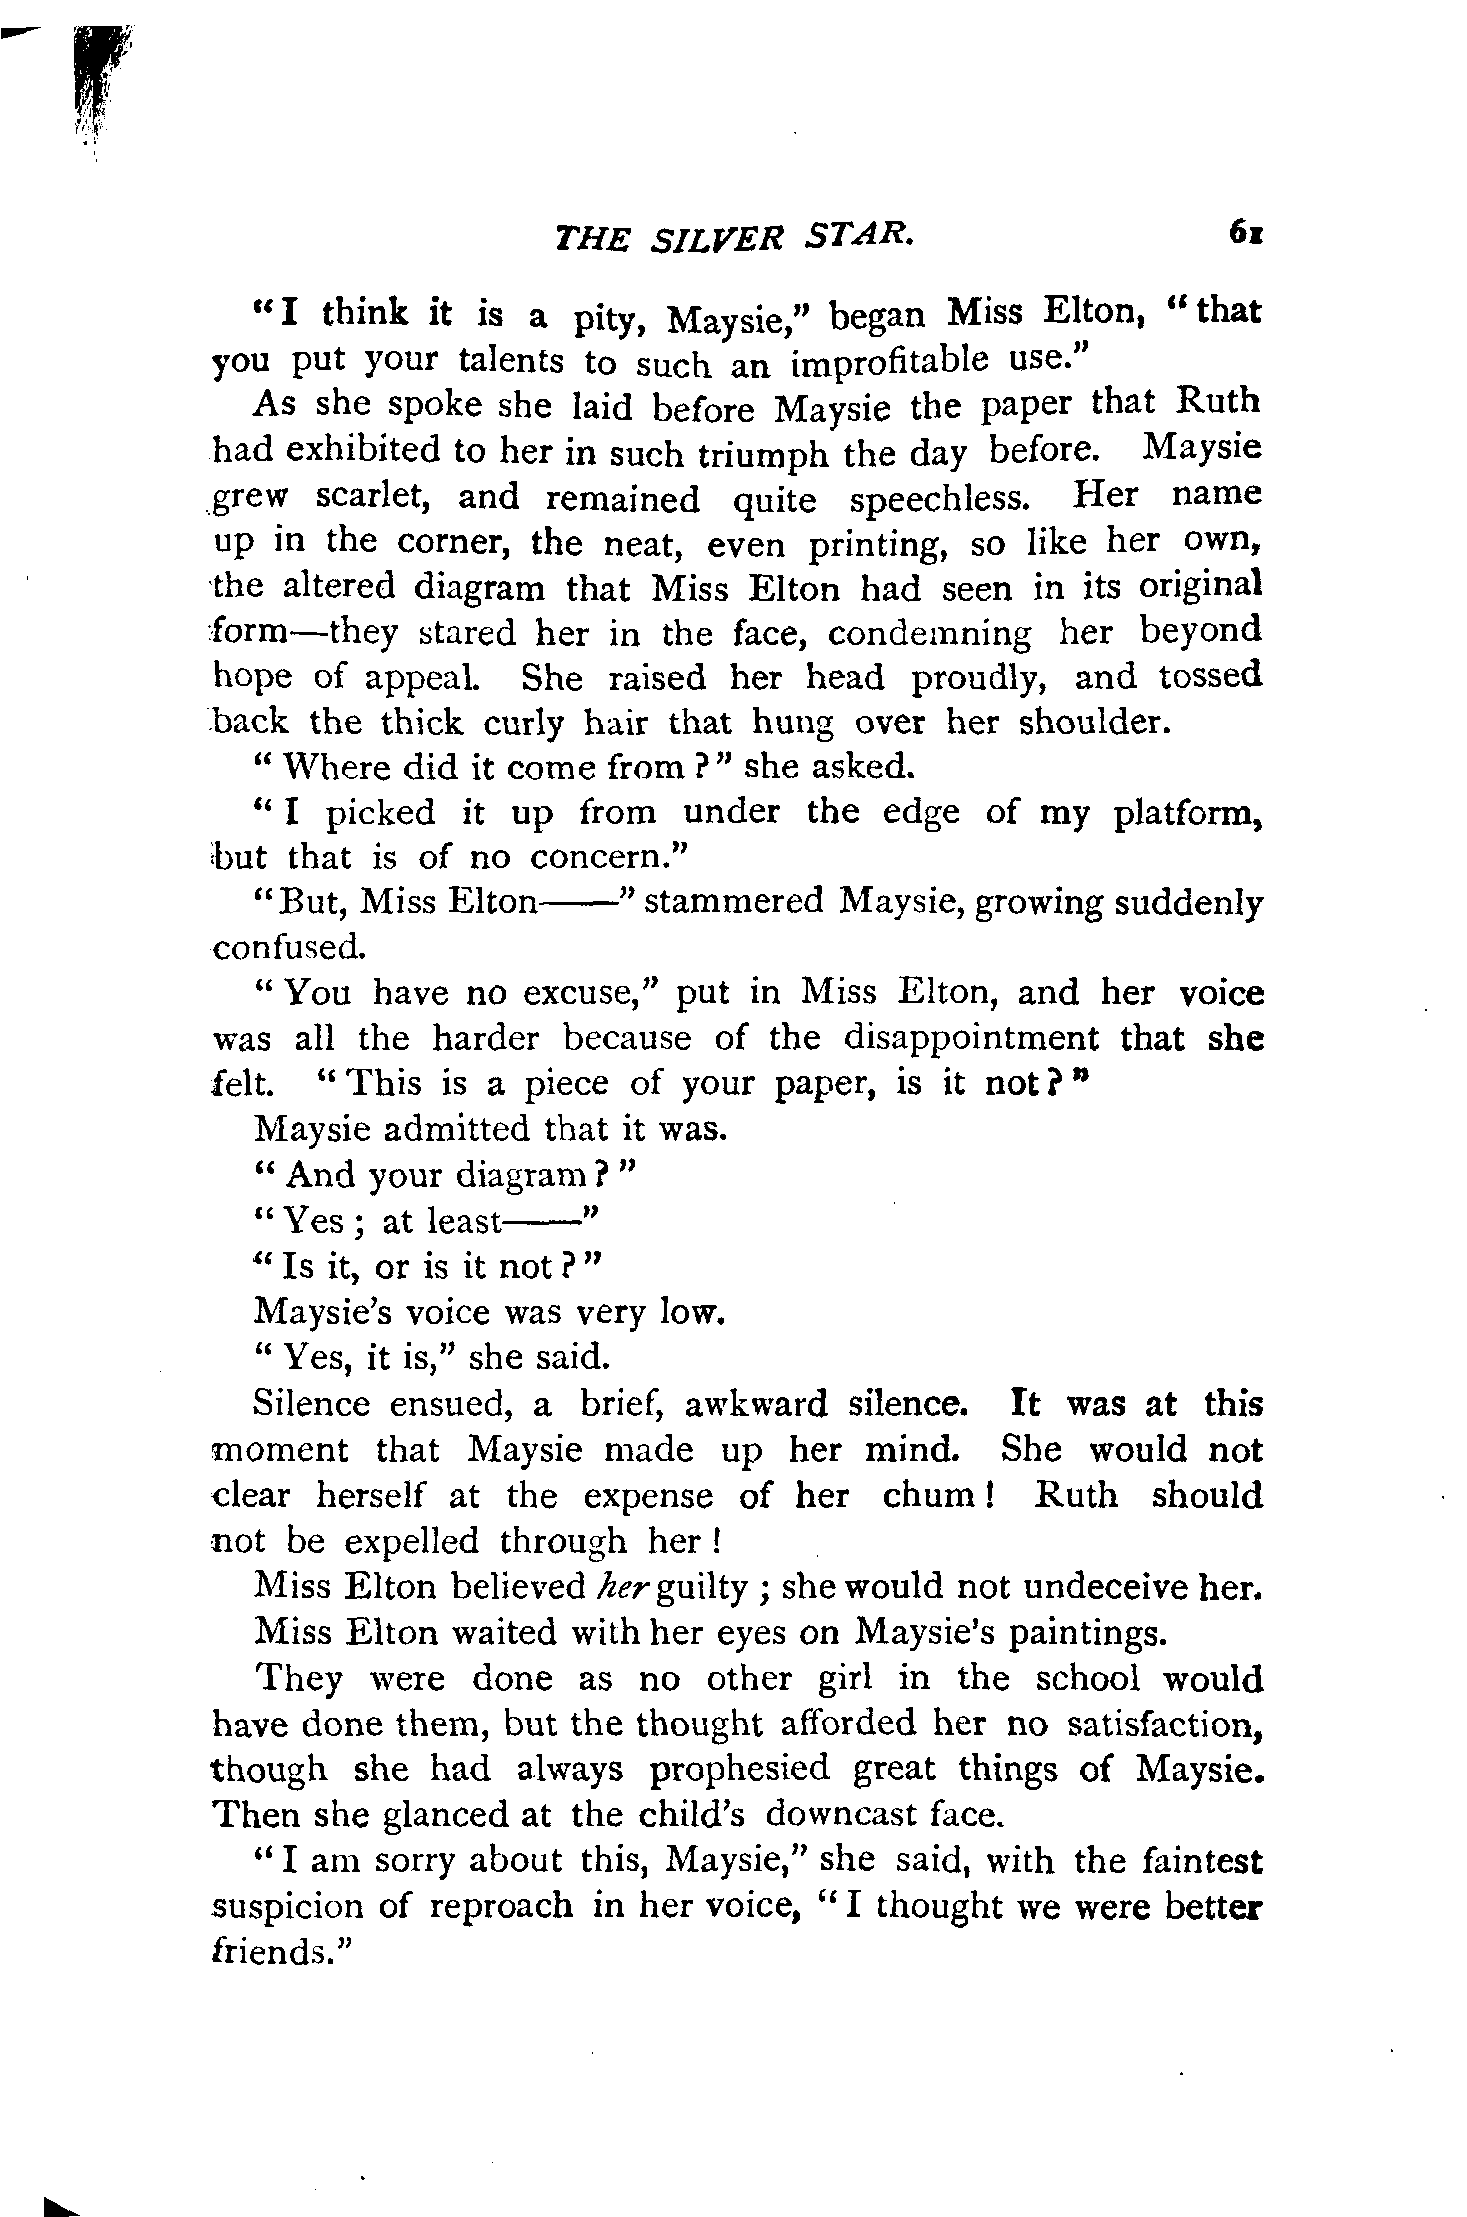 THE SILVER STAR. 61
“I think it is a pity, Maysie,” began Miss Elton, “that
you put your talents to such an improfitable use.”
As she spoke she laid before Maysie the paper that Ruth
had exhibited to her in such triumph the day before. Maysie
grew scarlet, and remained quite speechless. Her name
up in the corner, the neat, even printing, so like her own,
the altered diagram that Miss Elton had seen in its original
form—they stared her in the face, condemning her beyond
hope of appeal. She raised her head proudly, and tossed
back the thick curly hair that hung over her shoulder.
“Where did it come from?” she asked.
“I picked it up from under the edge of my platform,
but that is of no concern.”
“But, Miss Elton——” stammered Maysie, growing suddenly
confused.
“You have no excuse,” put in Miss Elton, and her voice
was all the harder because of the disappointment that she
felt. “This is a piece of your paper, is it not?”
Maysie admitted that it was.
“And your diagram?”
“Yes; at least——”
“Is it, or is it not?”
Maysie’s voice was very low.
“Yes, it is,” she said.
Silence ensued, a brief, awkward silence. It was at this
moment that Maysie made up her mind. She would not
clear herself at the expense of her chum! Ruth should
not be expelled through her!
Miss Elton believed her guilty; she would not undeceive her.
Miss Elton waited with her eyes on Maysie’s paintings.
They were done as no other girl in the school would
have done them, but the thought afforded her no satisfaction,
though she had always prophesied great things of Maysie.
Then she glanced at the child’s downcast face.
“I am sorry about this, Maysie,” she said, with the faintest
suspicion of reproach in her voice, “I thought we were better
friends.”